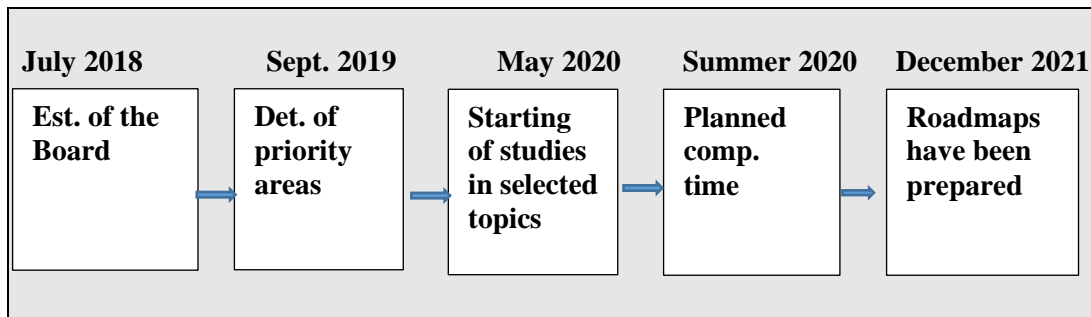 July 2018
Sept. 2019
May 2020
Summer 2020
December 2021
Est. of the
Board
Det. of
priority
areas
Starting
of studies
in selected
topics
Planned
comp.
time
Roadmaps
have been
prepared